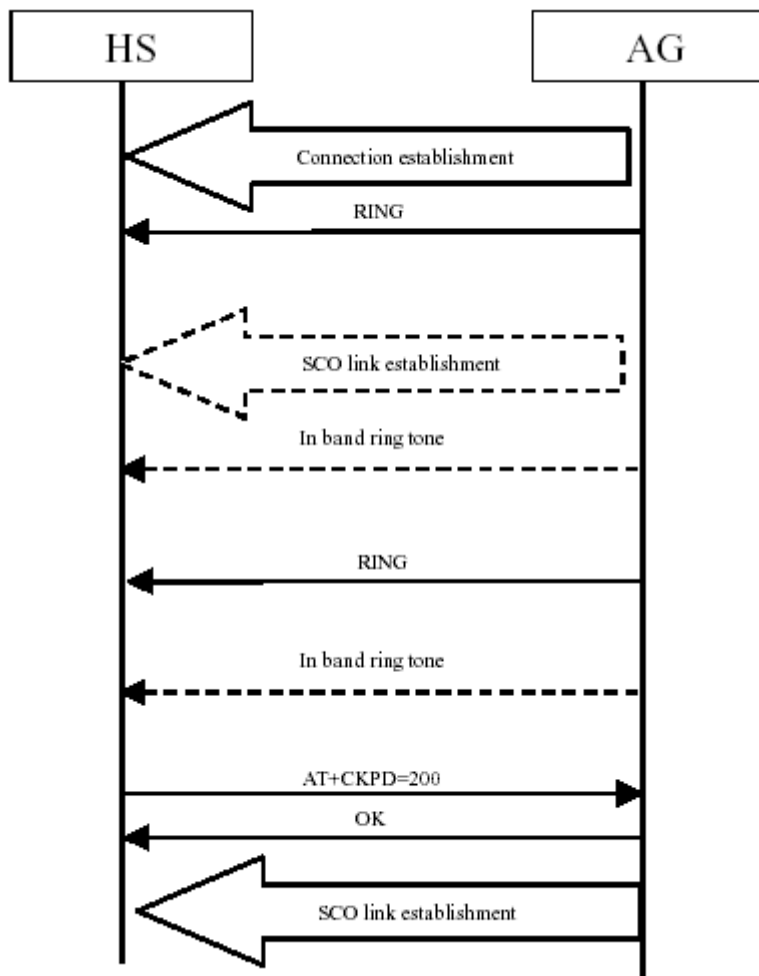 HS
AG
Connection establishment
RING
SCO link establishment
In band ring tone
RING
In band ring tone
AT+CKPD=200
OK
SCO link establishment